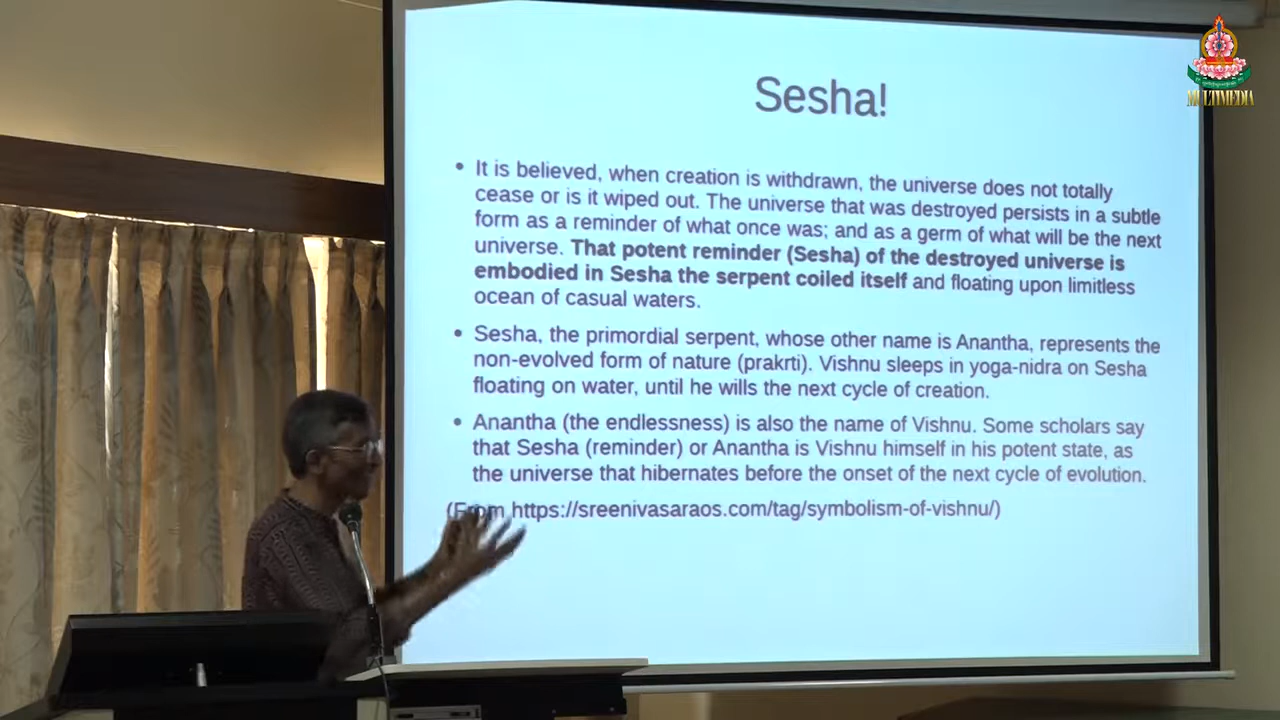 MULTIMEDIA
Sesha!
• It is believed, when creation is withdrawn, the universe does not totally
cease or is it wiped out. The universe that was destroyed persists in a subtle
form as a reminder of what once was; and as a germ of what will be the next
universe. That potent reminder (Sesha) of the destroyed universe is
embodied in Sesha the serpent coiled itself and floating upon limitless
ocean of casual waters.
• Sesha, the primordial serpent, whose other name is Anantha, represents the
non-evolved form of nature (prakrti). Vishnu sleeps in yoga-nidra on Sesha
floating on water, until he wills the next cycle of creation.
• Anantha (the endlessness) is also the name of Vishnu. Some scholars say
that Sesha (reminder) or Anantha is Vishnu himself in his potent state, as
the universe that hibernates before the onset of the next cycle of evolution.
(From https://sreenivasaraos.com/tag/symbolism-of-vishnu/)